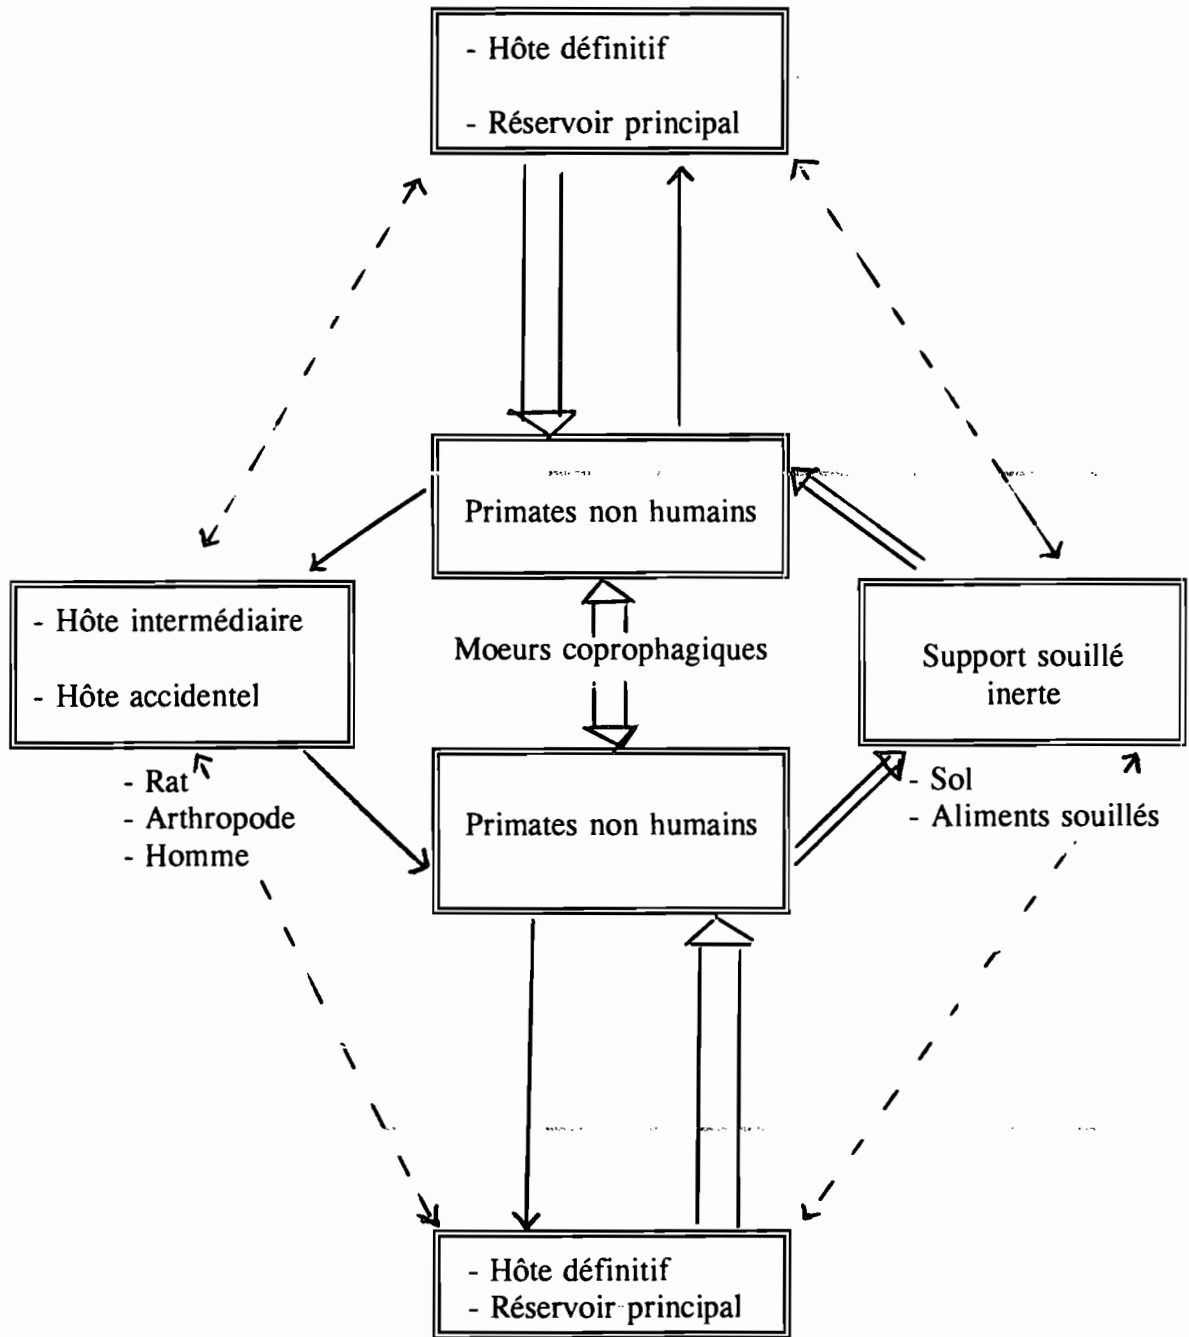 - Hôte définitif
- Réservoir principal
Primates non humains
- Hôte intermédiaire
- Hôte accidentel
Moeurs coprophagiques
Support souillé
inerte
- Rat
- Arthropode
- Homme
Primates non humains
- Sol
- Aliments souillés
- Hôte définitif
- Réservoir principal